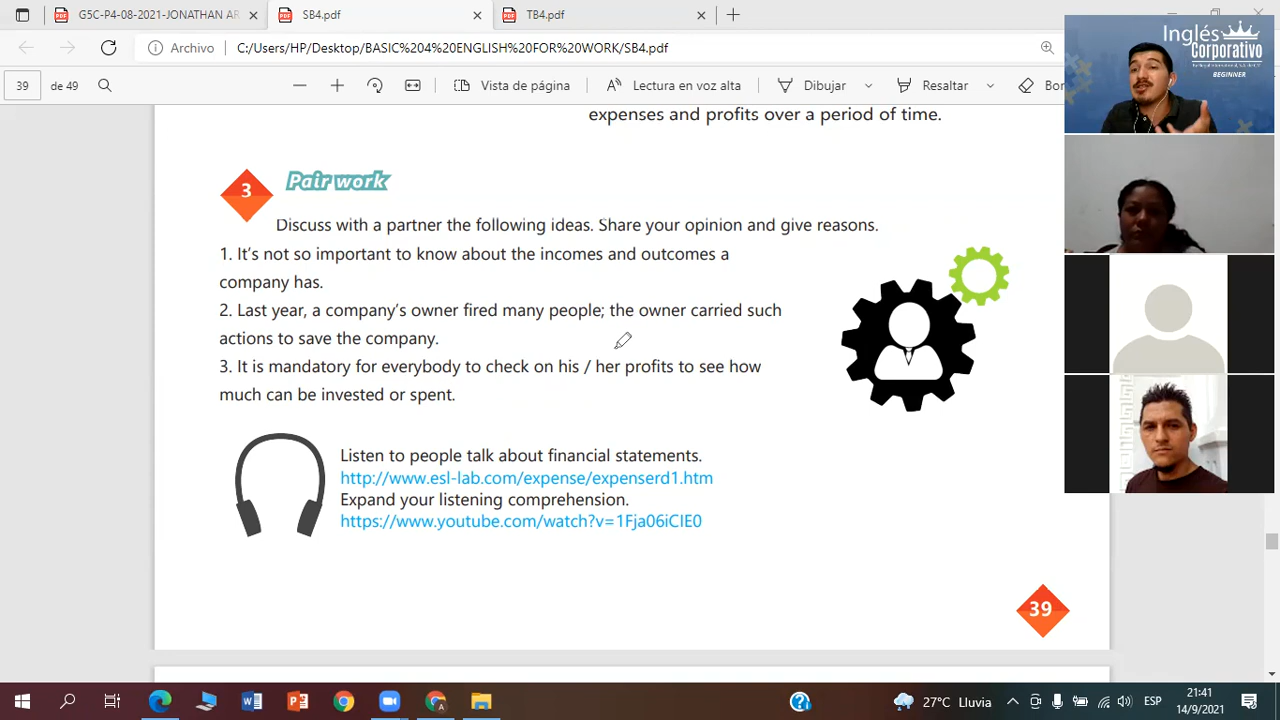 G5C-P4-08-2021-JONATHAN AR
SB4.pdf
TB4.pdf
Archivo
C:/Users/HP/Desktop/BASIC%204%20ENGLISH%20FOR%20WORK/SB4.pdf
39
de 49
Vista de página
Lectura en voz alta
Dibujar
Resaltar
Bor
Inglés
Corporativo
BEGINNER
expenses and profits over a period of time.
3
Pair work
Discuss with a partner the following ideas. Share your opinion and give reasons.
1. It's not so important to know about the incomes and outcomes a
company has.
2. Last year, a company's owner fired many people; the owner carried such
actions to save the company.
3. It is mandatory for everybody to check on his / her profits to see how
much can be invested or spent.
Listen to people talk about financial statements.
http://www.esl-lab.com/expense/expenserd1.htm
Expand your listening comprehension.
https://www.youtube.com/watch?v=1Fja06iCIE0
39
27°C Lluvia
ESP
21:41
14/9/2021